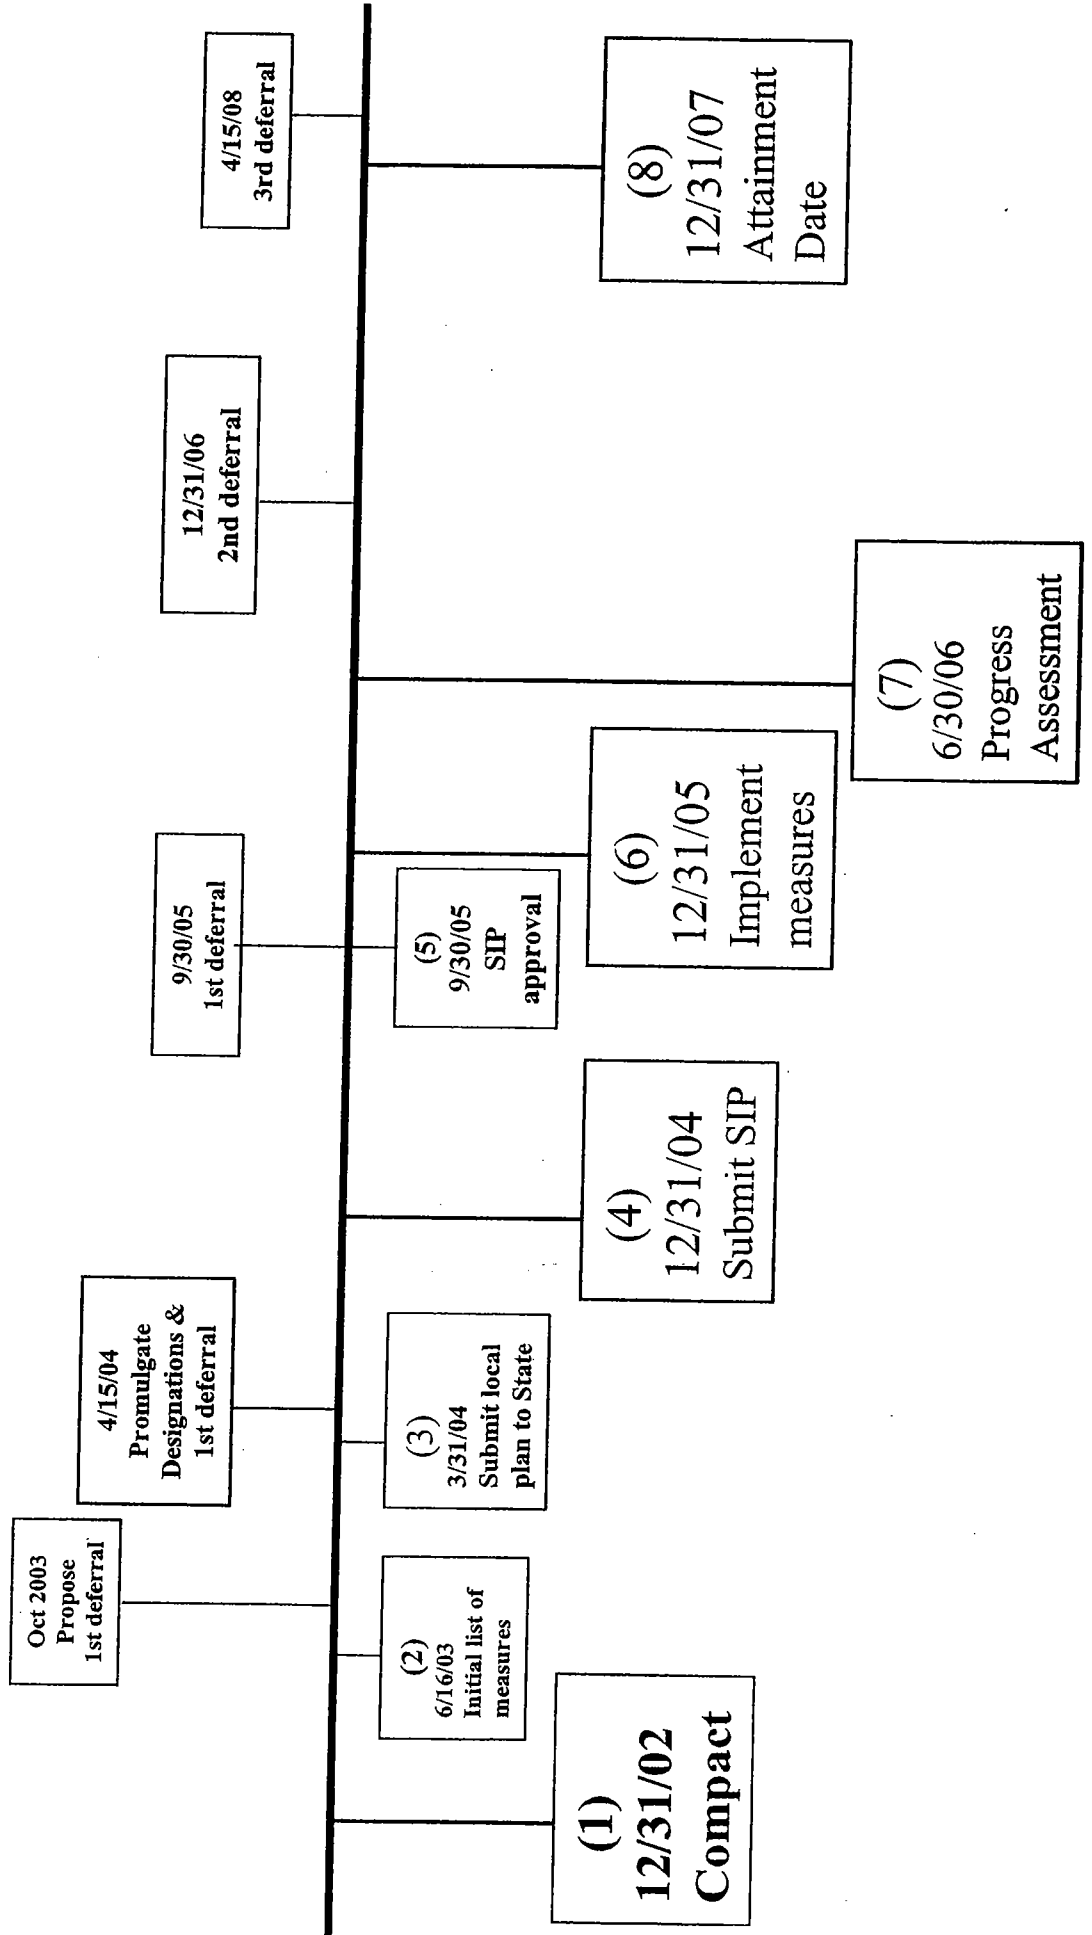 Oct 2003
Propose
1st deferral
4/15/04
Promulgate
Designations &
1st deferral
9/30/05
1st deferral
12/31/06
2nd deferral
4/15/08
3rd deferral
(1)
12/31/02
Compact
(2)
6/16/03
Initial list of
measures
(3)
3/31/04
Submit local
plan to State
(4)
12/31/04
Submit SIP
(5)
9/30/05
SIP
approval
(6)
12/31/05
Implement
measures
(7)
6/30/06
Progress
Assessment
(8)
12/31/07
Attainment
Date